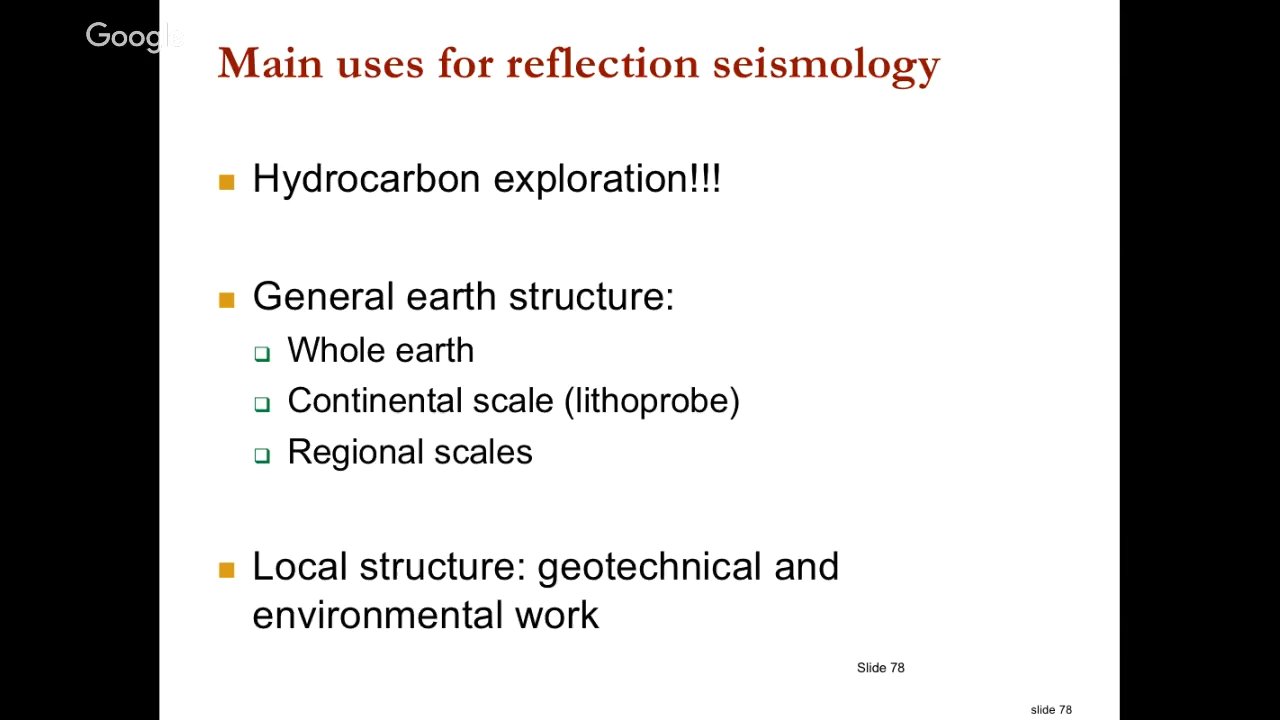 Google
Main uses for reflection seismology
Hydrocarbon exploration!!!
General earth structure:
Whole earth
Continental scale (lithoprobe)
Regional scales
Local structure: geotechnical and
environmental work
Slide 78
slide 78